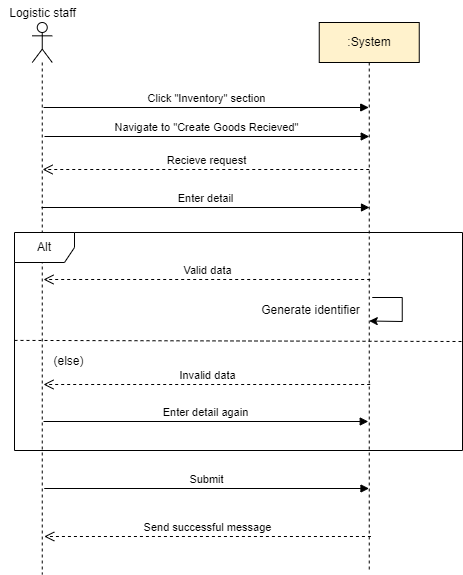 Logistic staff
:System
Click "Inventory" section
Navigate to "Create Goods Recieved"
Recieve request
Enter detail
Alt
Valid data
Generate identifier
(else)
Invalid data
Enter detail again
Submit
Send successful message